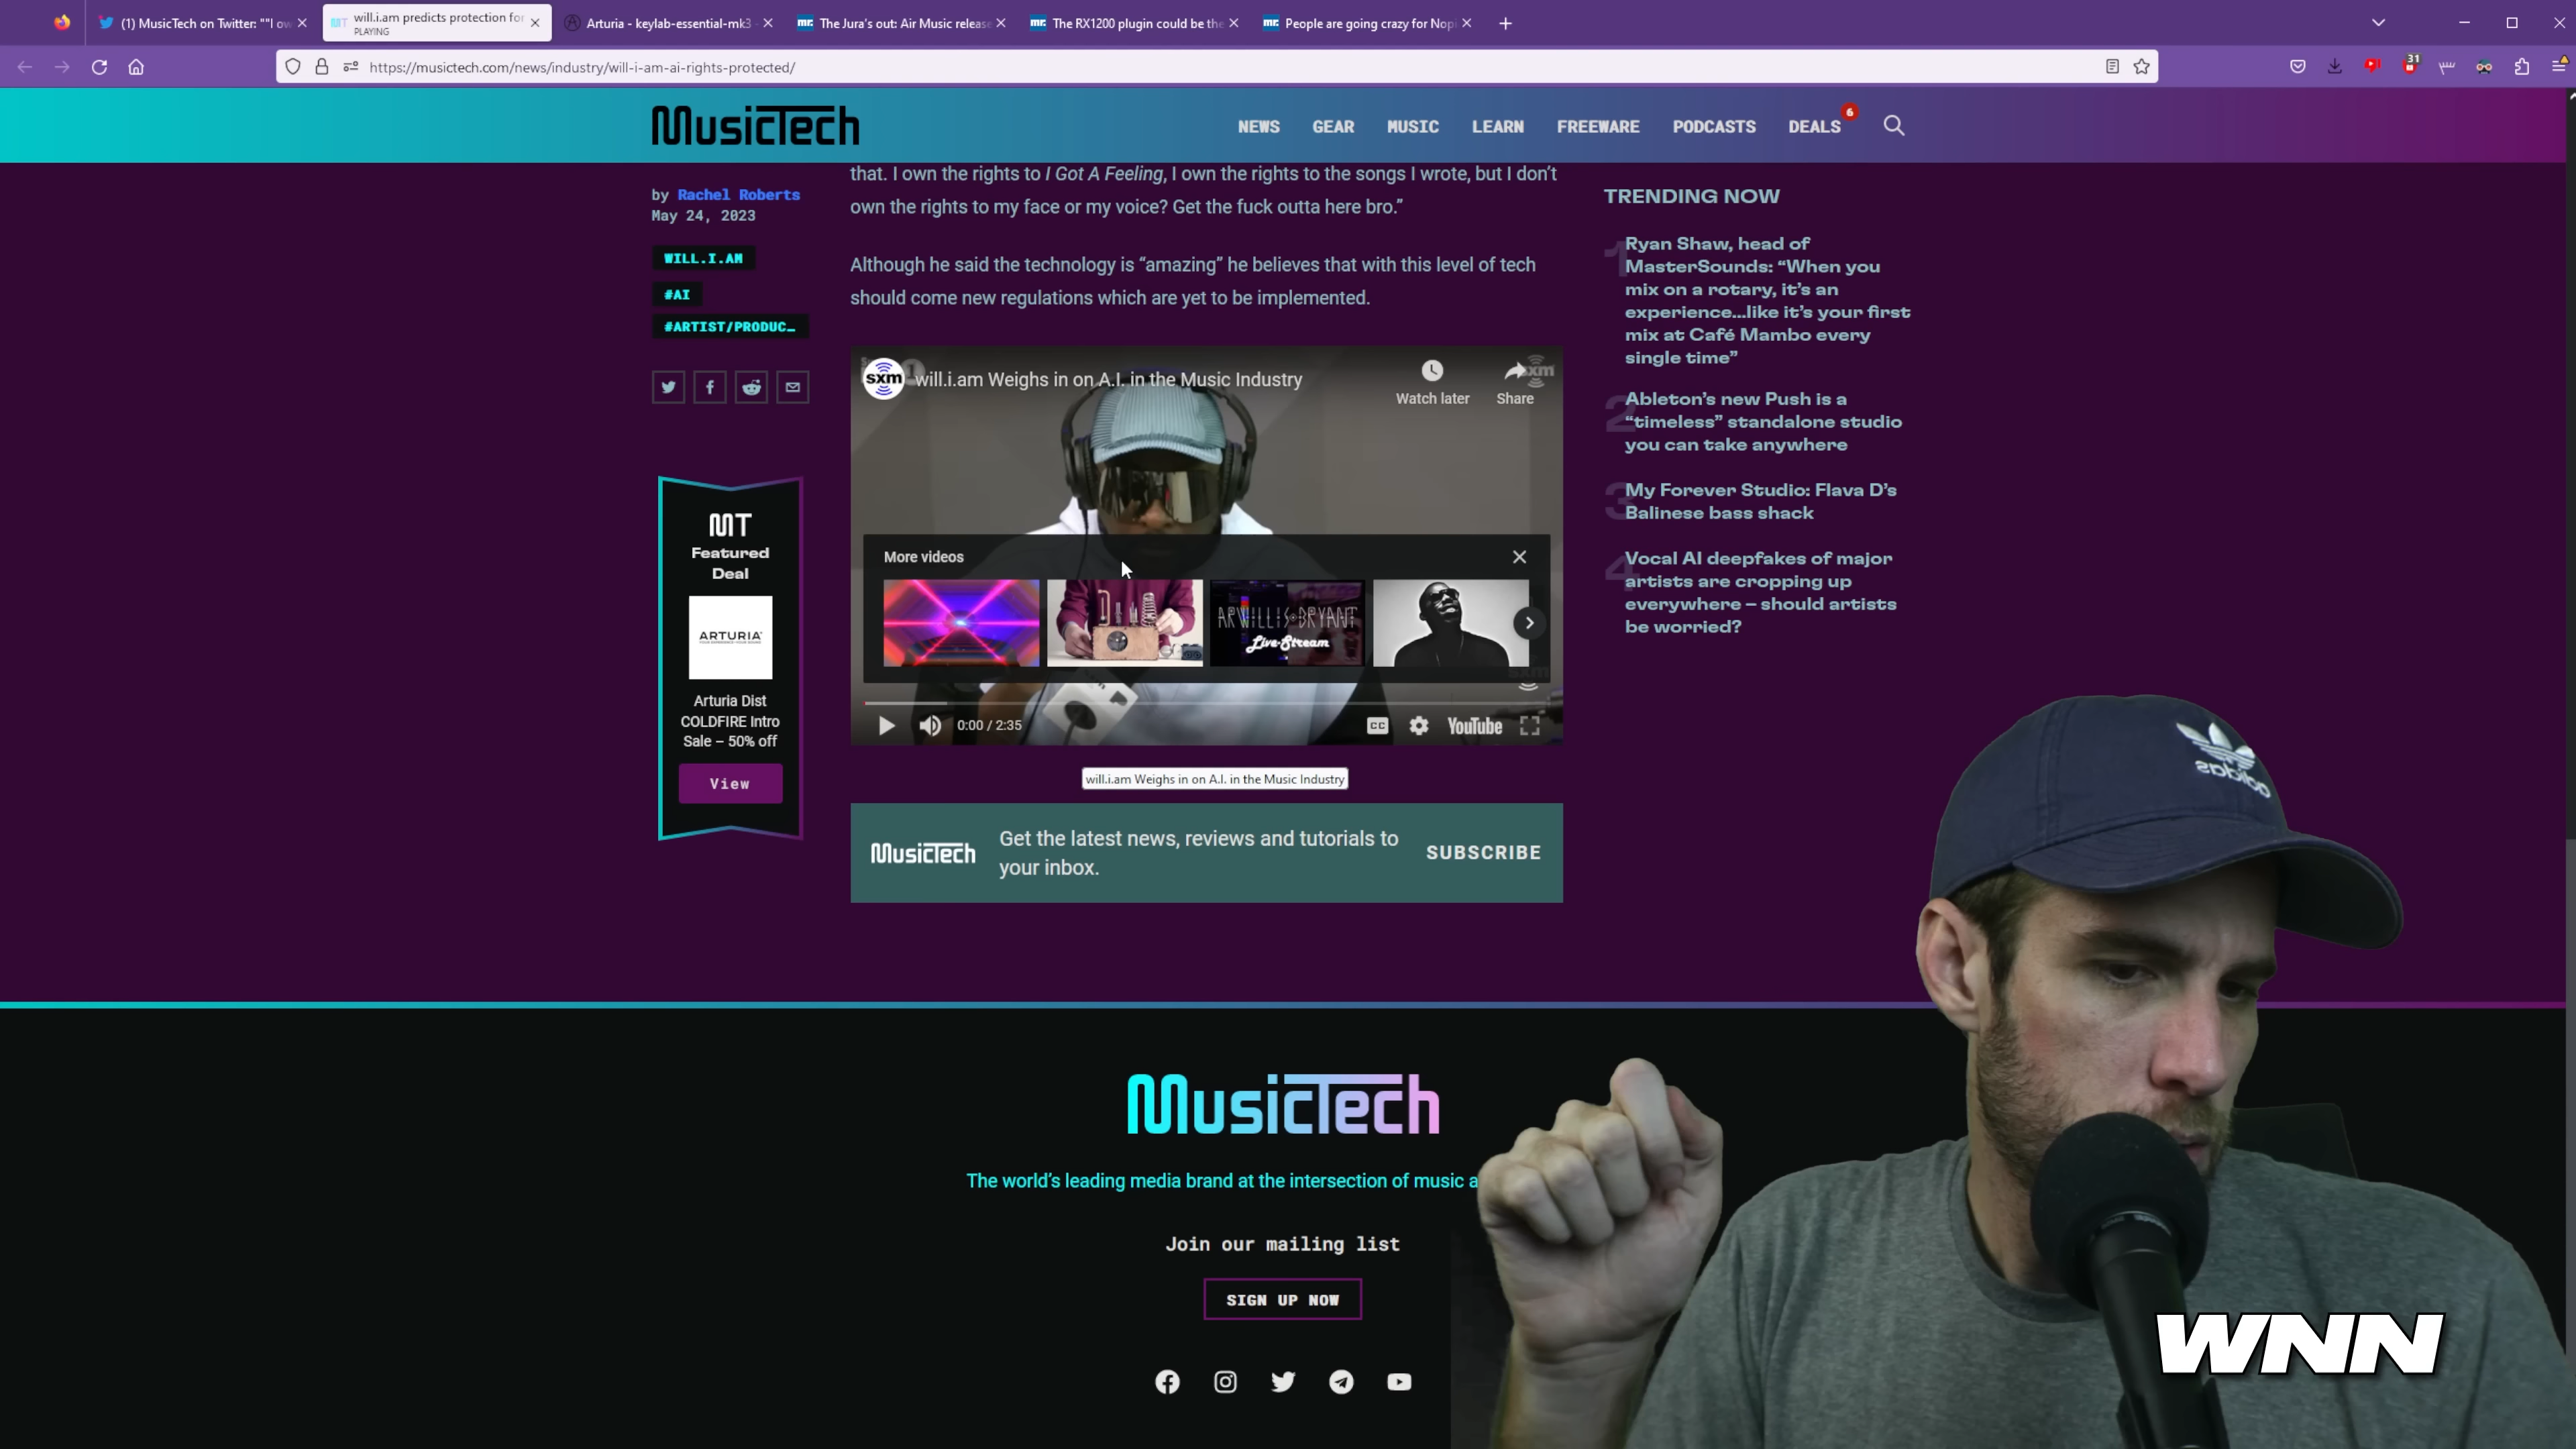 (1) MusicTech on Twitter: ""I ow
will.i.am predicts protection for
PLAYING
Arturia - keylab-essential-mk3
The Jura's out: Air Music release
The RX1200 plugin could be the
People are going crazy for Nop
https://musictech.com/news/industry/will-i-am-ai-rights-protected/
31
MusicTech
NEWS
GEAR
MUSIC
LEARN
FREEWARE
PODCASTS
DEALS
6
by Rachel Roberts
May 24, 2023
WILL.I.AM
#AI
#ARTIST/PRODUC…
MT
Featured
Deal
ARTURIA
Arturia Dist
COLDFIRE Intro
Sale – 50% off
View
that. I own the rights to I Got A Feeling, I own the rights to the songs I wrote, but I don't
own the rights to my face or my voice? Get the fuck outta here bro."
Although he said the technology is "amazing" he believes that with this level of tech
should come new regulations which are yet to be implemented.
sxm
will.i.am Weighs in on A.I. in the Music Industry
Watch later
Share
More videos
ARWILLIS BRYANT
Live-Stream
0:00 / 2:35
CC
YouTube
will.i.am Weighs in on A.I. in the Music Industry
MusicTech
Get the latest news, reviews and tutorials to
your inbox.
SUBSCRIBE
TRENDING NOW
1
Ryan Shaw, head of
MasterSounds: "When you
mix on a rotary, it's an
experience...like it's your first
mix at Café Mambo every
single time"
2
Ableton's new Push is a
"timeless" standalone studio
you can take anywhere
3
My Forever Studio: Flava D's
Balinese bass shack
4
Vocal AI deepfakes of major
artists are cropping up
everywhere – should artists
be worried?
MusicTech
The world's leading media brand at the intersection of music a
Join our mailing list
SIGN UP NOW
adidas
WNN